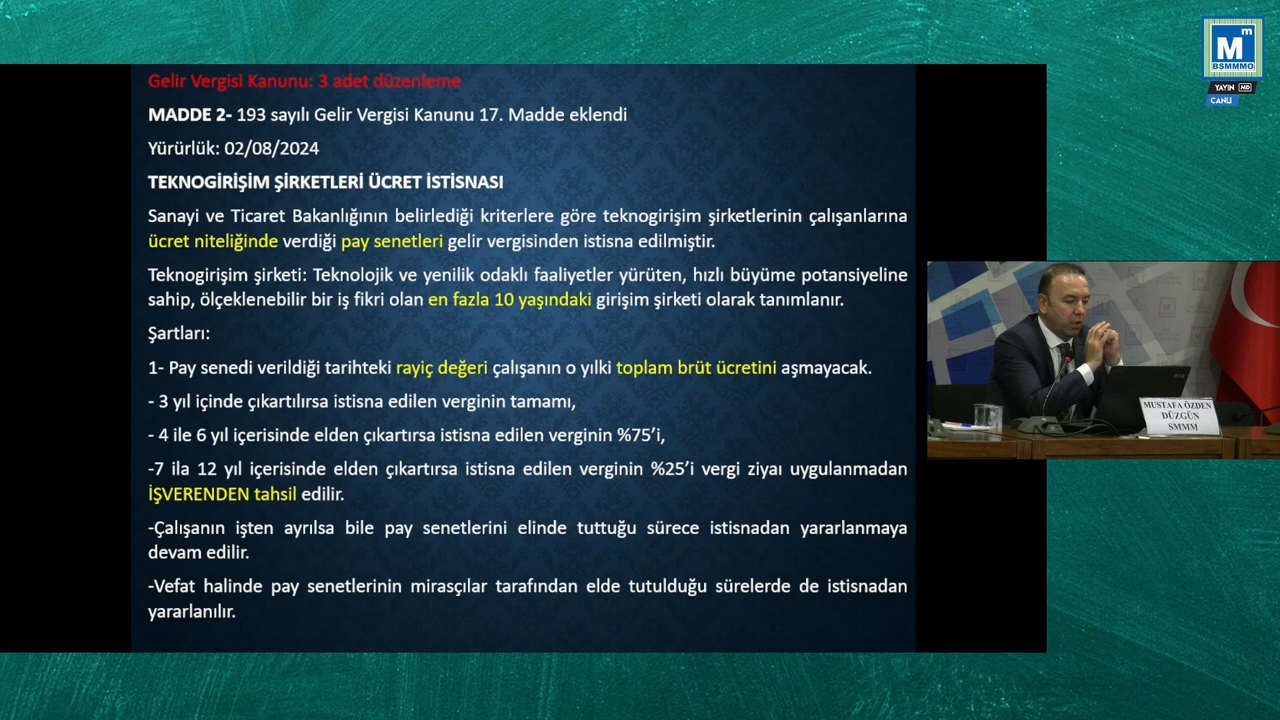 Gelir Vergisi Kanunu: 3 adet düzenleme
MADDE 2- 193 sayılı Gelir Vergisi Kanunu 17. Madde eklendi
Yürürlük: 02/08/2024
TEKNOGİRİŞİM ŞİRKETLERİ ÜCRET İSTİSNASI
Sanayi ve Ticaret Bakanlığının belirlediği kriterlere göre teknogirişim şirketlerinin çalışanlarına
ücret niteliğinde verdiği pay senetleri gelir vergisinden istisna edilmiştir.
Teknogirişim şirketi: Teknolojik ve yenilik odaklı faaliyetler yürüten, hızlı büyüme potansiyeline
sahip, ölçeklenebilir bir iş fikri olan en fazla 10 yaşındaki girişim şirketi olarak tanımlanır.
Şartları:
1- Pay senedi verildiği tarihteki rayiç değeri çalışanın o yılki toplam brüt ücretini aşmayacak.
- 3 yıl içinde çıkartılırsa istisna edilen verginin tamamı,
- 4 ile 6 yıl içerisinde elden çıkartırsa istisna edilen verginin %75'i,
-7 ila 12 yıl içerisinde elden çıkartırsa istisna edilen verginin %25'i vergi ziyaı uygulanmadan
İŞVERENDEN tahsil edilir.
-Çalışanın işten ayrılsa bile pay senetlerini elinde tuttuğu sürece istisnadan yararlanmaya
devam edilir.
-Vefat halinde pay senetlerinin mirasçılar tarafından elde tutulduğu sürelerde de istisnadan
yararlanılır.
M m
BSMMMO
YAYIN HD
CANLI
MUSTAFA ÖZDEN
DÜZGÜN
SMMM